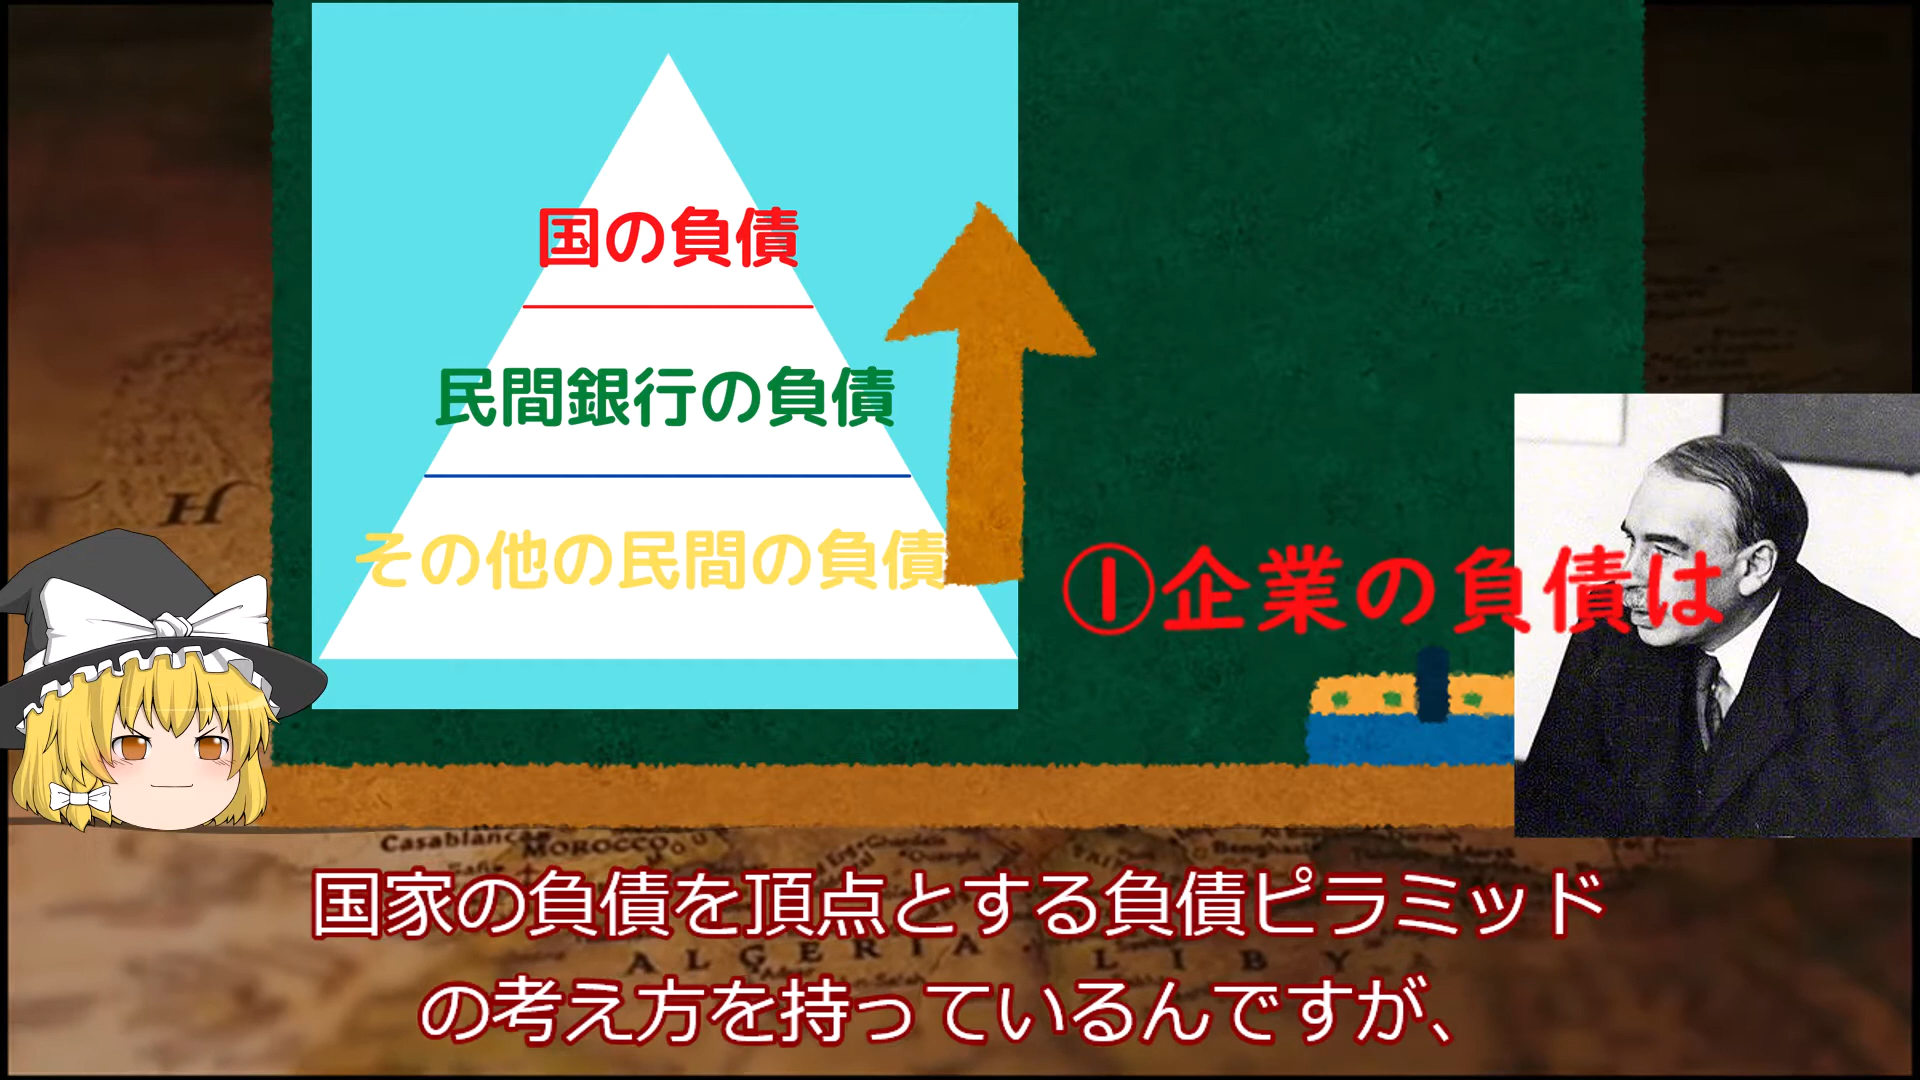 国の負債
民間銀行の負債
その他の民間の負債
①企業の負債は
H
Casablanca
MOROCCO
Ghardaia
Benghazi
ALGERIA
LIBY
国家の負債を頂点とする負債ピラミッド
の考え方を持っているんですが、